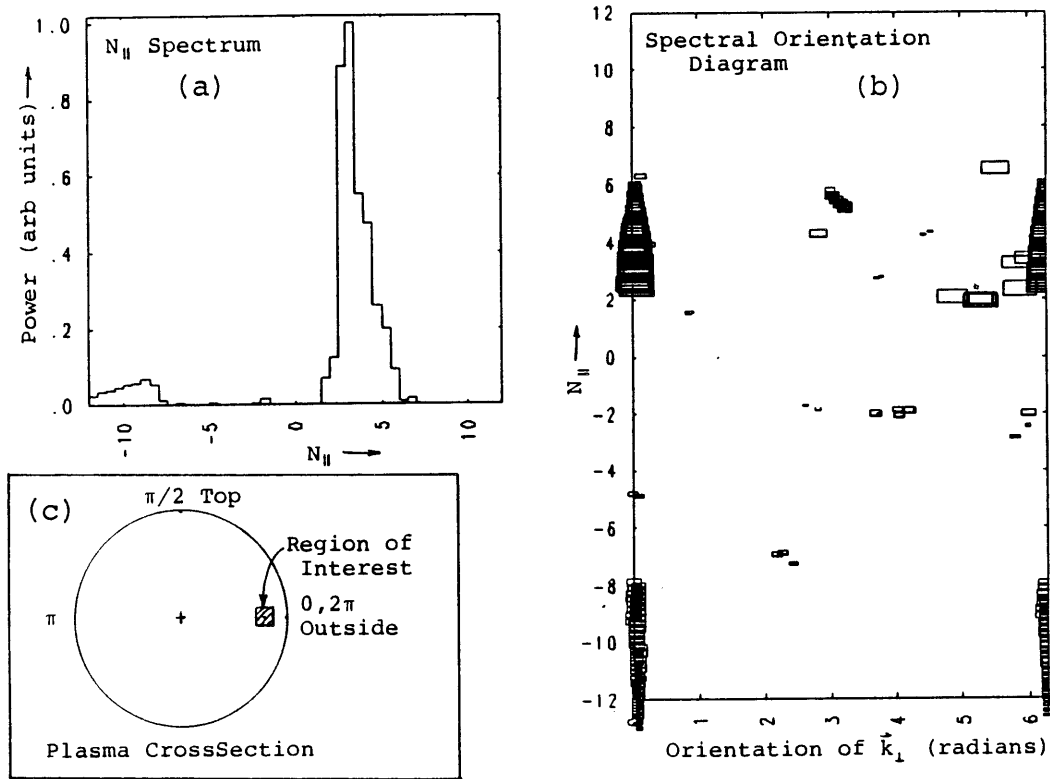 N∥ Spectrum
(a)
Power (arb units)
1.0
.8
.6
.4
.2
.0
-10
-5
0
5
10
N∥
Spectral Orientation
Diagram
(b)
12
10
8
6
4
2
0
-2
-4
-6
-8
-10
-12
N∥
1
2
3
4
5
6
Orientation of k⃗⊥ (radians)
(c)
π/2 Top
Region of
Interest
π
0,2π
Outside
Plasma CrossSection